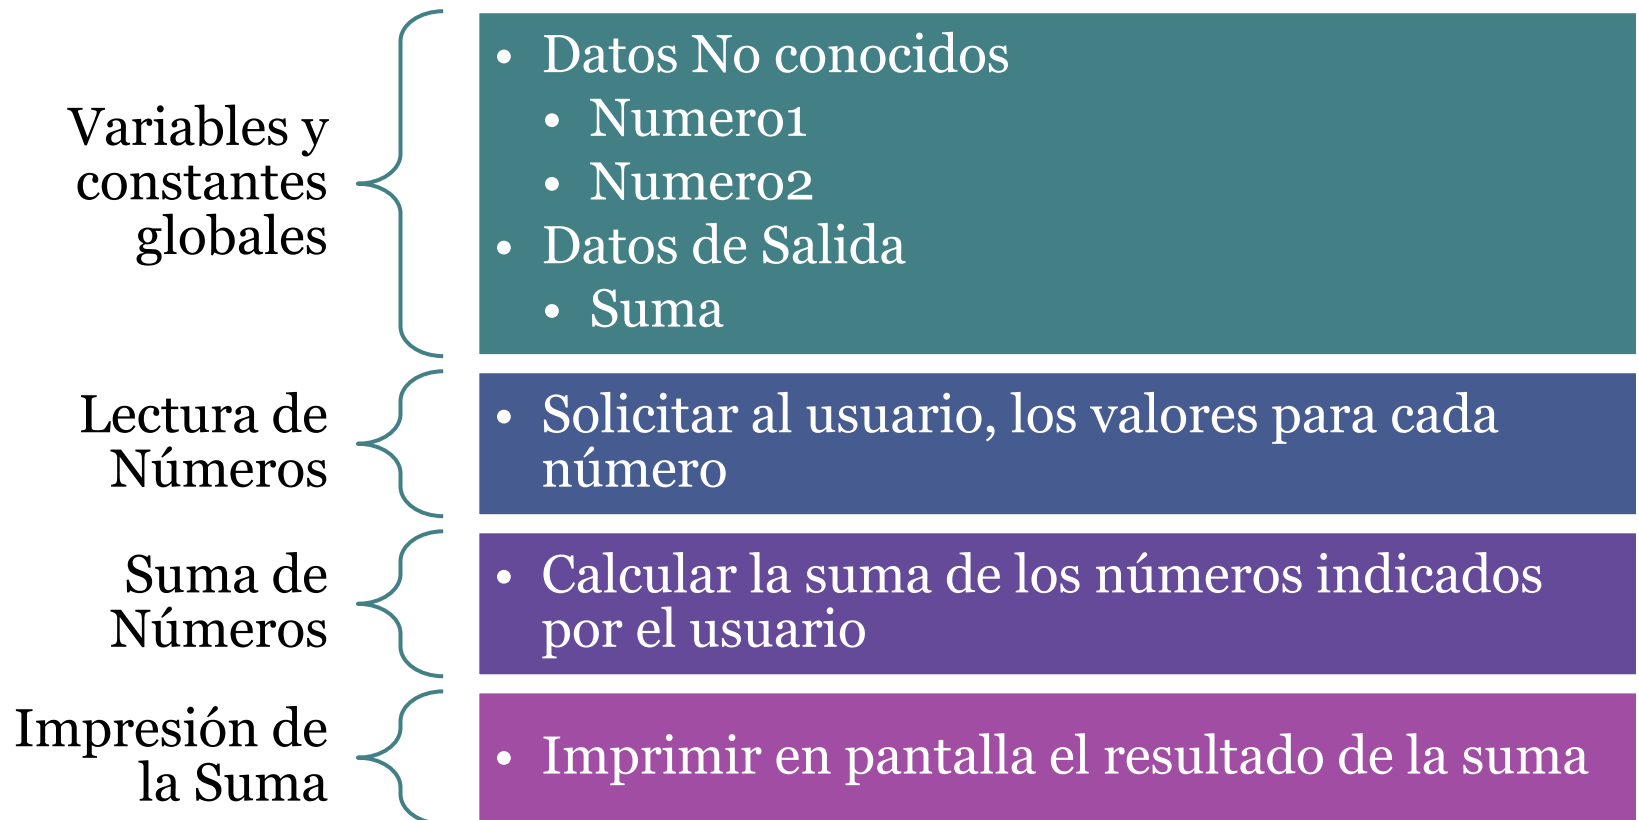 Variables y
constantes
globales
• Datos No conocidos
• Numero1
• Numero2
• Datos de Salida
• Suma
Lectura de
Números
• Solicitar al usuario, los valores para cada
número
Suma de
Números
• Calcular la suma de los números indicados
por el usuario
Impresión de
la Suma
• Imprimir en pantalla el resultado de la suma